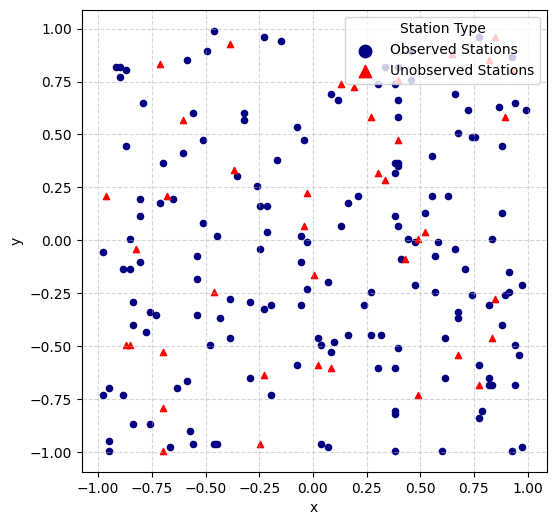 Station Type
Observed Stations
Unobserved Stations
1.00
0.75
0.50
0.25
0.00
−0.25
−0.50
−0.75
−1.00
y
−1.00 −0.75 −0.50 −0.25 0.00 0.25 0.50 0.75 1.00
x